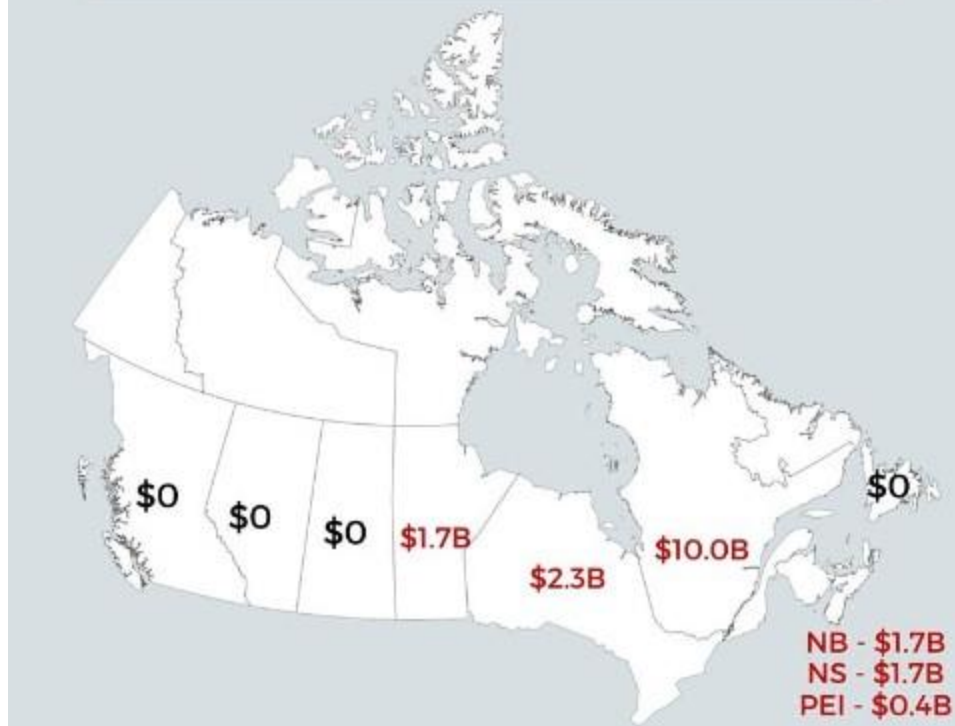 $0
$0
$0
$1.7B
$2.3B
$10.0B
$0
NB - $1.7B
NS - $1.7B
PEI - $0.4B